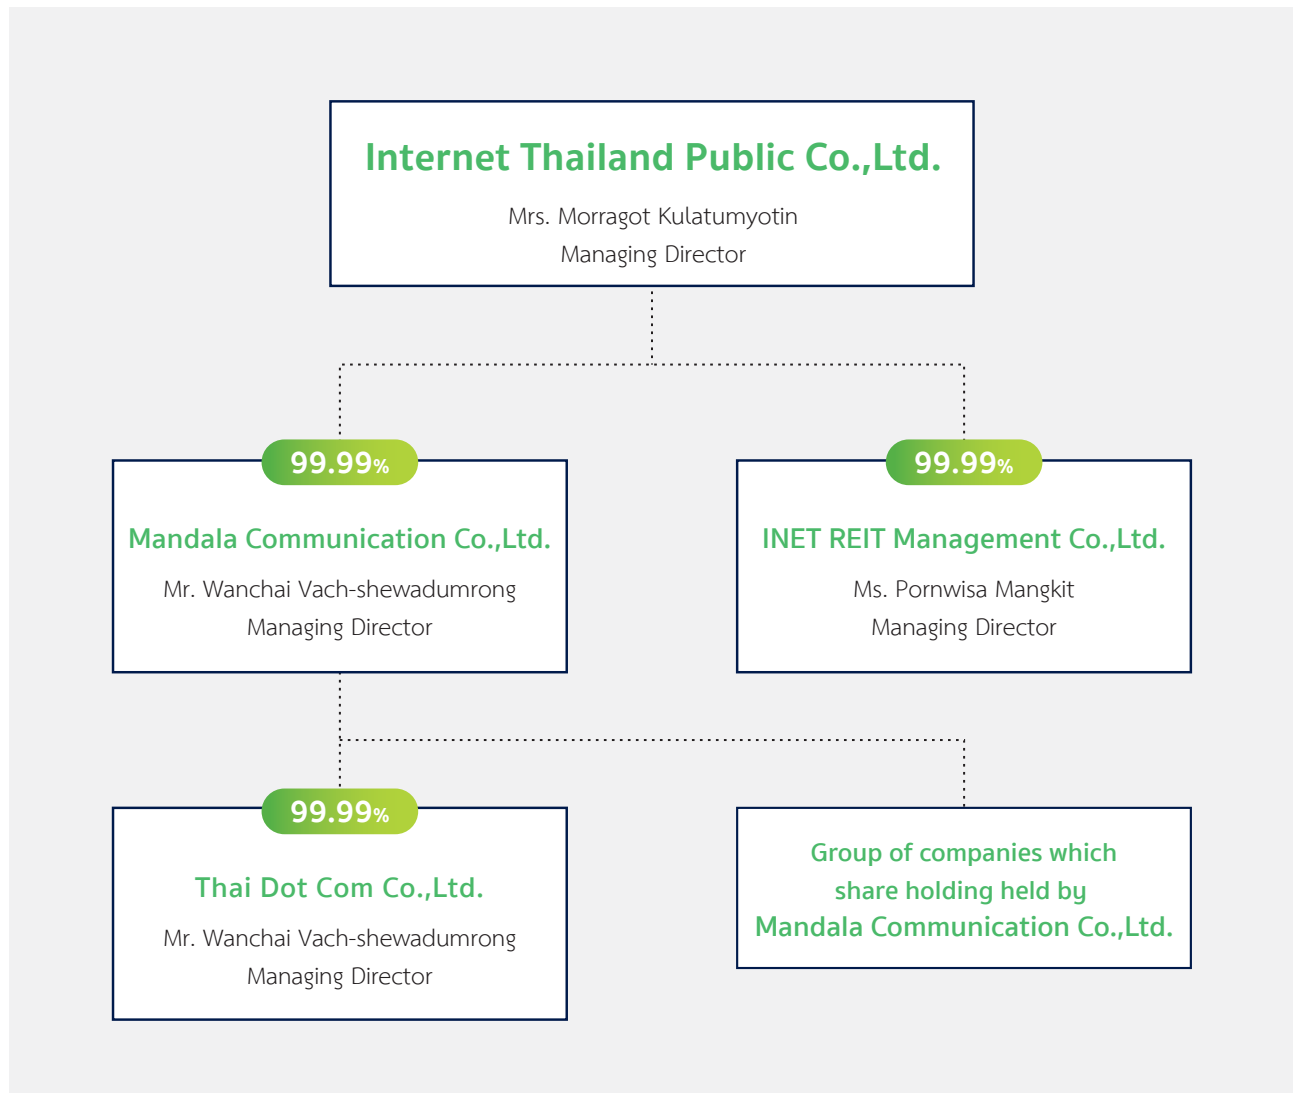 Internet Thailand Public Co.,Ltd.
Mrs. Morragot Kulatumyotin
Managing Director
99.99%
Mandala Communication Co.,Ltd.
Mr. Wanchai Vach-shewadumrong
Managing Director
99.99%
INET REIT Management Co.,Ltd.
Ms. Pornwisa Mangkit
Managing Director
99.99%
Thai Dot Com Co.,Ltd.
Mr. Wanchai Vach-shewadumrong
Managing Director
Group of companies which
share holding held by
Mandala Communication Co.,Ltd.